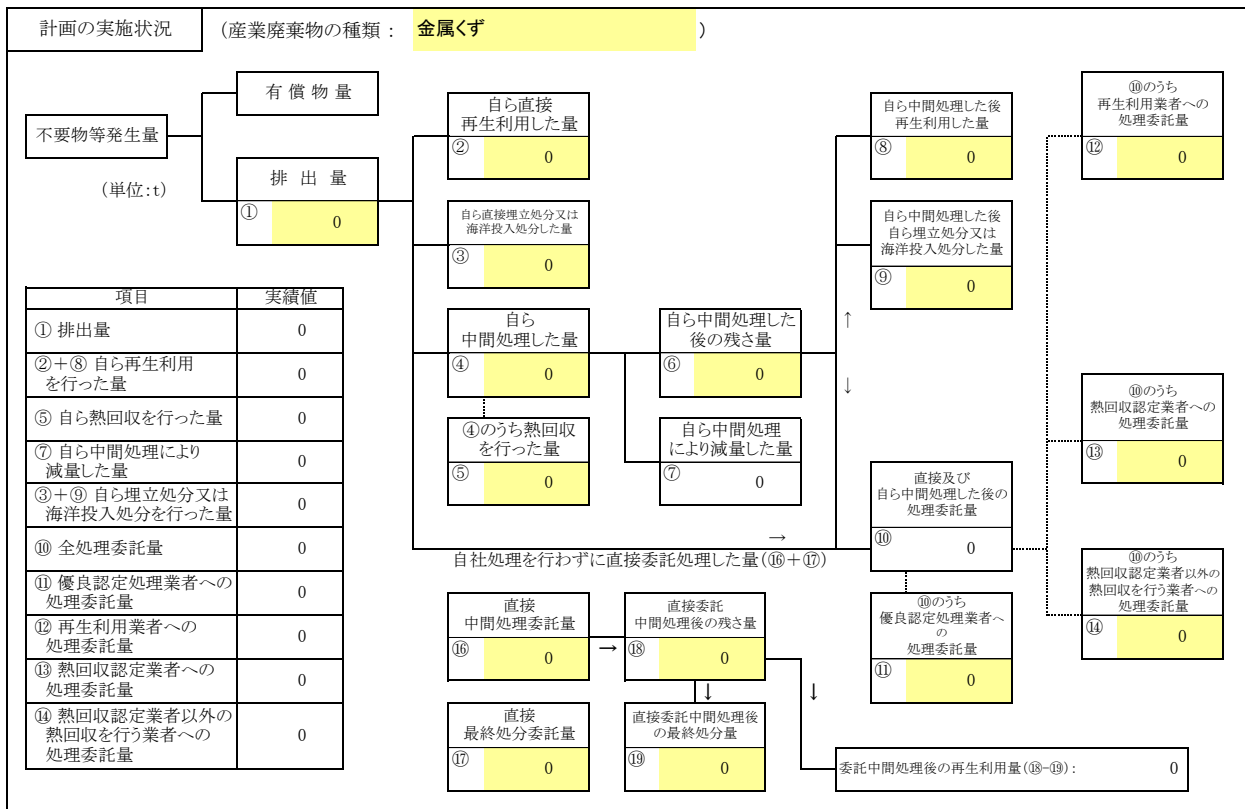 計画の実施状況
(産業廃棄物の種類： 金属くず )
不要物等発生量
(単位:t)
有 償 物 量
排 出 量
① 0
自ら直接
再生利用した量
② 0
自ら直接埋立処分又は
海洋投入処分した量
③ 0
自ら
中間処理した量
④ 0
④のうち熱回収
を行った量
⑤ 0
自ら中間処理した
後の残さ量
⑥ 0
自ら中間処理
により減量した量
⑦ 0
自ら中間処理した後
再生利用した量
⑧ 0
自ら中間処理した後
自ら埋立処分又は
海洋投入処分した量
⑨ 0
↑
↓
直接及び
自ら中間処理した後の
処理委託量
⑩ 0
⑩のうち
優良認定処理業者へ
の
処理委託量
⑪ 0
⑩のうち
再生利用業者への
処理委託量
⑫ 0
⑩のうち
熱回収認定業者への
処理委託量
⑬ 0
⑩のうち
熱回収認定業者以外の
熱回収を行う業者への
処理委託量
⑭ 0
→
自社処理を行わずに直接委託処理した量(⑯+⑰)
直接
中間処理委託量
⑯ 0
→
直接委託
中間処理後の残さ量
⑱ 0
↓
↓
直接
最終処分委託量
⑰ 0
直接委託中間処理後
の最終処分量
⑲ 0
委託中間処理後の再生利用量(⑱-⑲)： 0
項目 実績値
① 排出量 0
②+⑧ 自ら再生利用
を行った量 0
⑤ 自ら熱回収を行った量 0
⑦ 自ら中間処理により
減量した量 0
③+⑨ 自ら埋立処分又は
海洋投入処分を行った量 0
⑩ 全処理委託量 0
⑪ 優良認定処理業者への
処理委託量 0
⑫ 再生利用業者への
処理委託量 0
⑬ 熱回収認定業者への
処理委託量 0
⑭ 熱回収認定業者以外の
熱回収を行う業者への
処理委託量 0